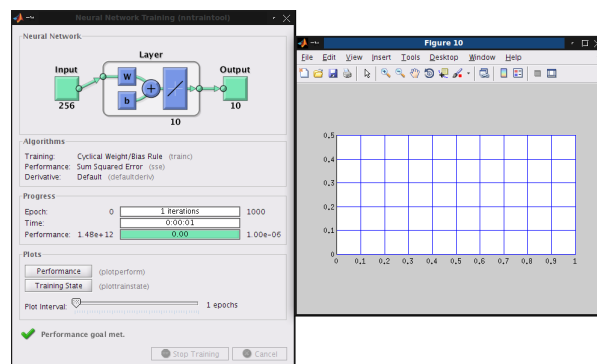 Neural Network Training (nntraintool)
Neural Network
Layer
Input
W
b
+
Output
256
10
10
Algorithms
Training: Cyclical Weight/Bias Rule (trainc)
Performance: Sum Squared Error (sse)
Derivative: Default (defaultderiv)
Progress
Epoch: 0 1 iterations 1000
Time: 0:00:01
Performance: 1.48e+12 0.00 1.00e-06
Plots
Performance (plotperform)
Training State (plottrainstate)
Plot Interval: 1 epochs
Performance goal met.
Stop Training Cancel
Figure 10
File Edit View Insert Tools Desktop Window Help
0.5
0.4
0.3
0.2
0.1
0
0 0.1 0.2 0.3 0.4 0.5 0.6 0.7 0.8 0.9 1